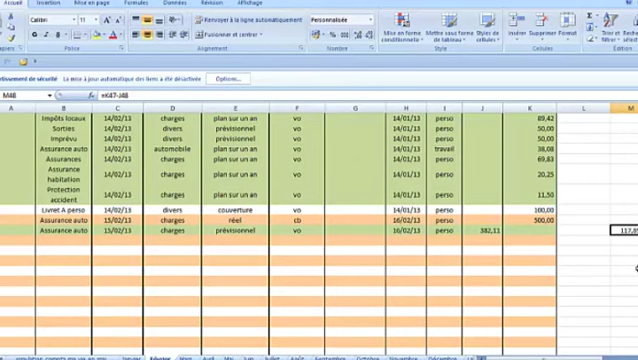 Accueil Insertion Mise en page Formules Données Révision Affichage
Calibri 11 Renvoyer à la ligne automatiquement Personnalisée
G I S Fusionner et centrer % 000
Mise en forme conditionnelle Mettre sous forme de tableau Styles de cellules Insérer Supprimer Format Trier et filtrer
Police Alignement Nombre Style Cellules Édition
Avertissement de sécurité La mise à jour automatique des liens a été désactivée Options...
M48 fx =K47-J48
A B C D E F G H I J K L M
Impôts locaux 14/02/13 charges plan sur un an vo 14/01/13 perso 89,42
Sorties 14/02/13 divers prévisionnel vo 14/01/13 perso 50,00
Imprévu 14/02/13 divers prévisionnel vo 14/01/13 perso 50,00
Assurance auto 14/02/13 automobile plan sur un an vo 14/01/13 travail 38,08
Assurances 14/02/13 charges plan sur un an vo 14/01/13 perso 69,83
Assurance
habitation 14/02/13 charges plan sur un an vo 14/01/13 perso 20,25
Protection
accident 14/02/13 charges plan sur un an vo 14/01/13 perso 11,50
Livret A perso 14/02/13 divers couverture vo 14/01/13 perso 100,00
Assurance auto 15/02/13 charges réel cb 16/02/13 perso 500,00
Assurance auto 15/02/13 charges prévisionnel vo 16/02/13 perso 382,11 117,89
Janvier Février Mars Avril Mai Juin Juillet Août Septembre Octobre Novembre Décembre